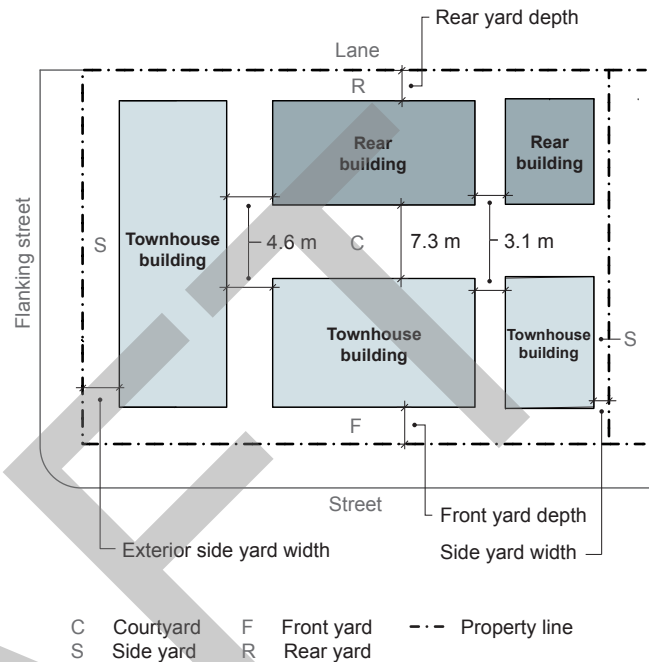 Rear yard depth
Lane
R
Rear
building
Rear
building
Flanking street
S
Townhouse
building
4.6 m
C
7.3 m
3.1 m
Townhouse
building
Townhouse
building
S
F
Street
Front yard depth
Exterior side yard width
Side yard width
C Courtyard F Front yard Property line
S Side yard R Rear yard